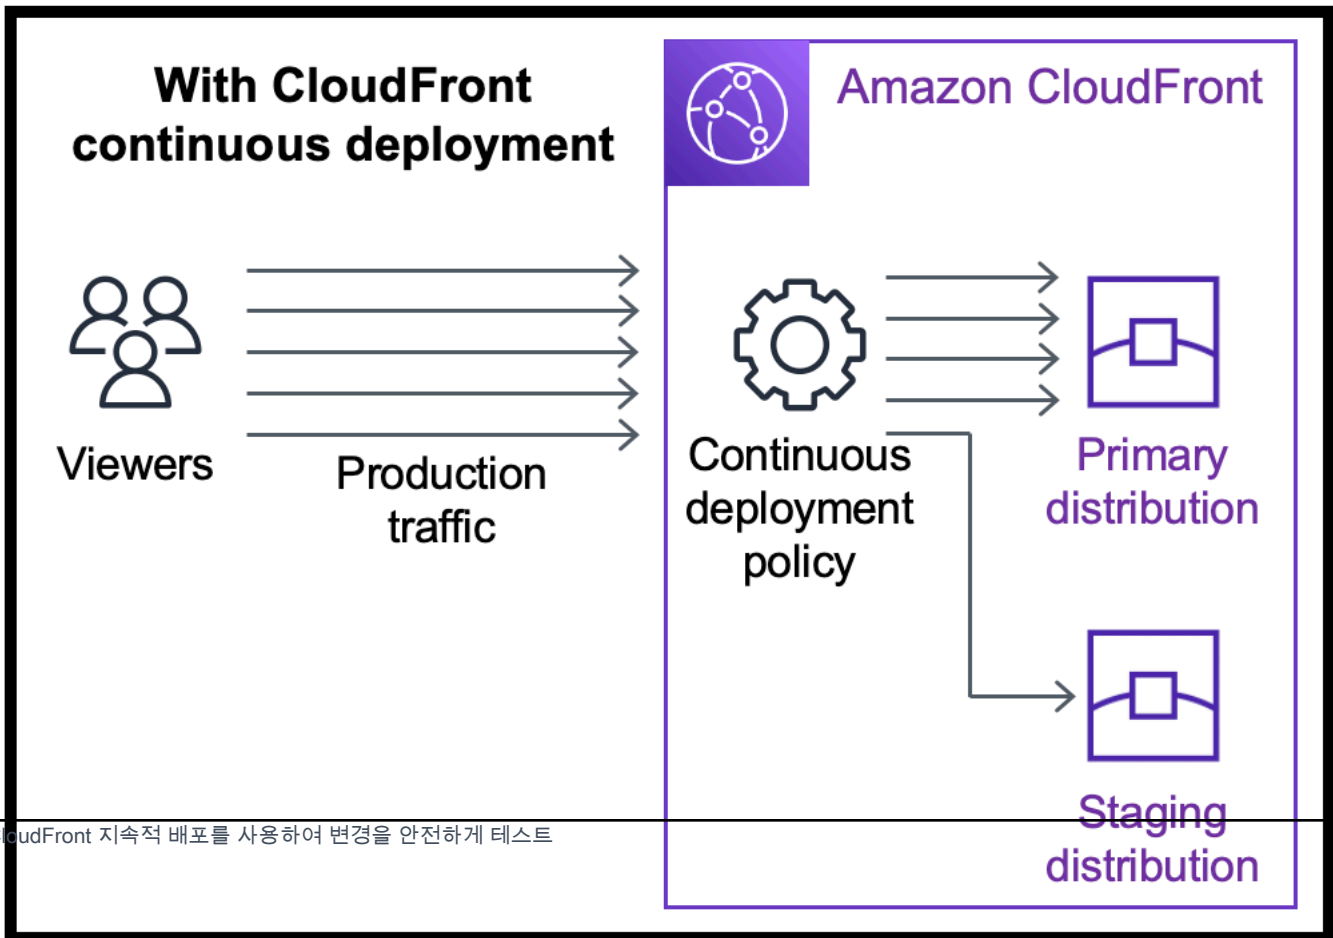 With CloudFront
continuous deployment
Amazon CloudFront
Viewers
Production
traffic
Continuous
deployment
policy
Primary
distribution
Staging
distribution
loudFront 지속적 배포를 사용하여 변경을 안전하게 테스트